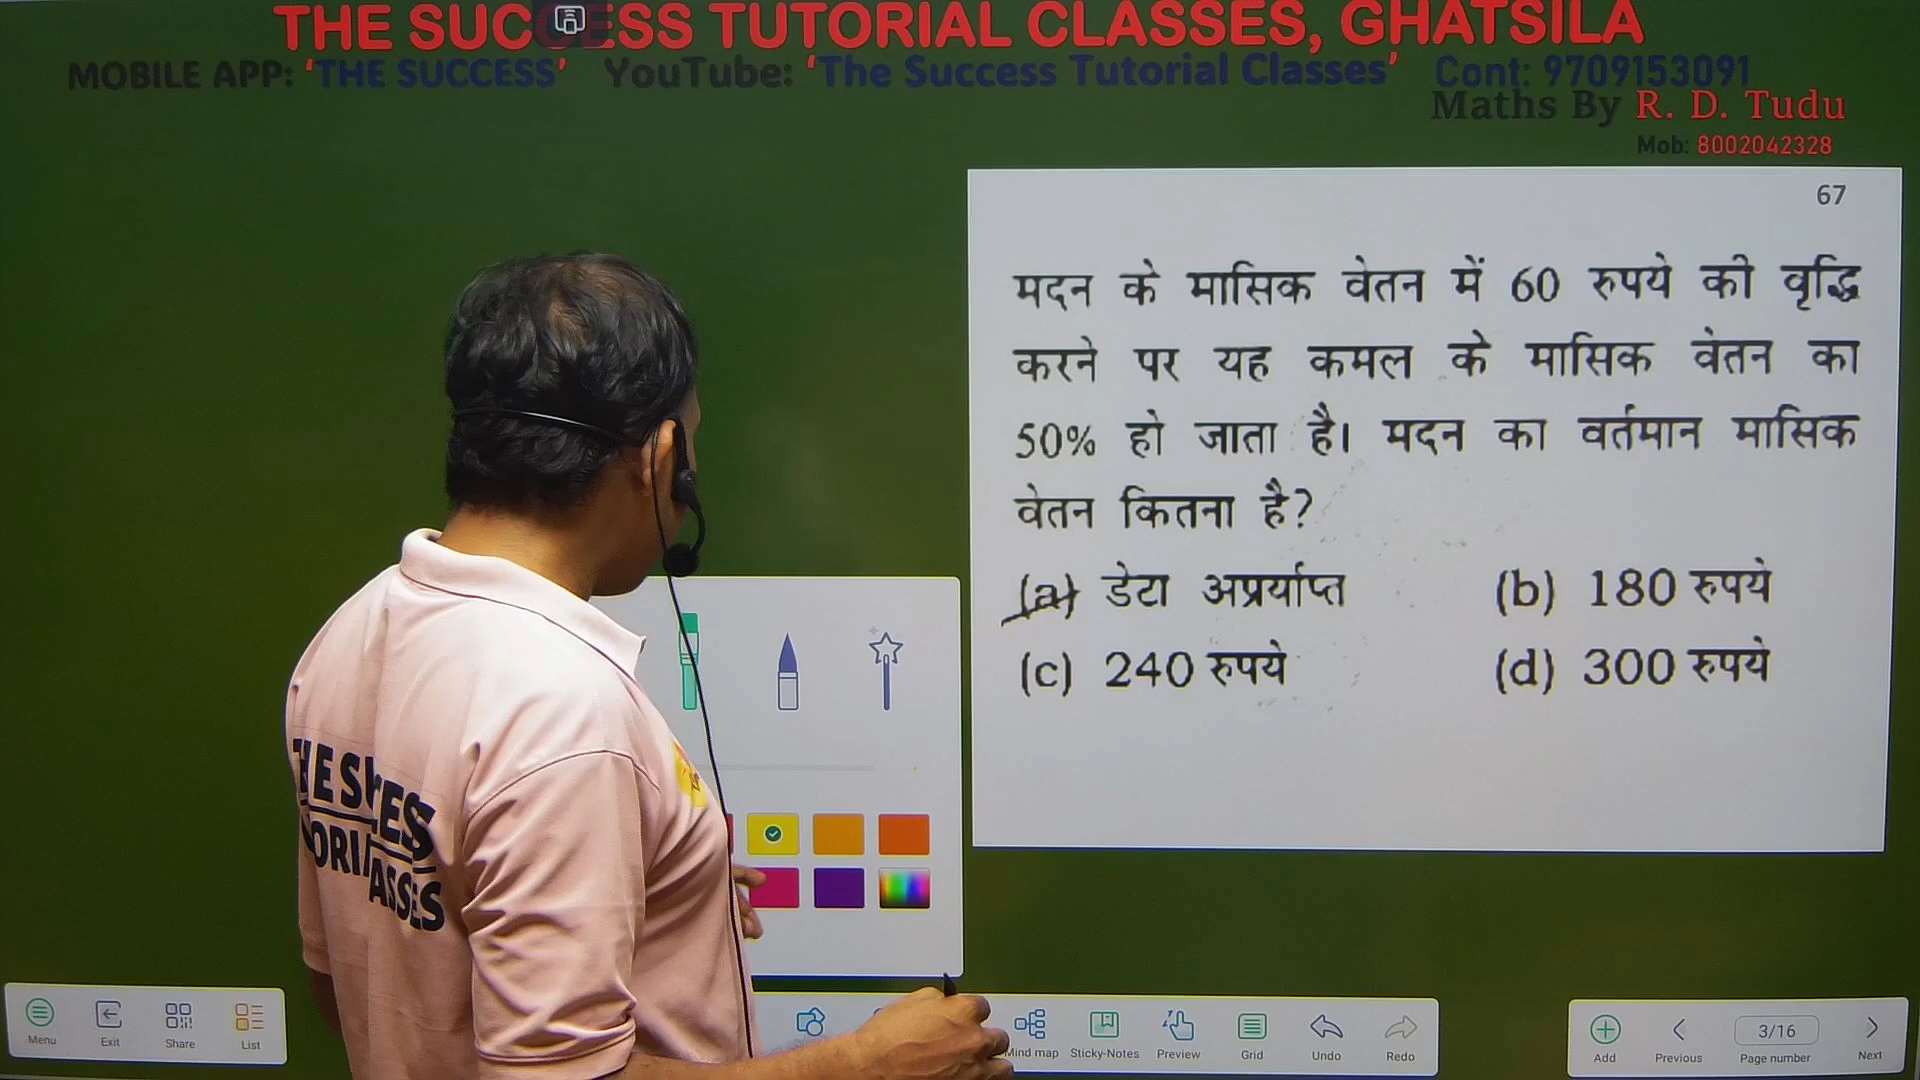 THE SUCCESS TUTORIAL CLASSES, GHATSILA
MOBILE APP: ‘THE SUCCESS’ YouTube: ‘The Success Tutorial Classes’ Cont: 9709153091
Maths By R. D. Tudu
Mob: 8002042328
67
मदन के मासिक वेतन में 60 रुपये की वृद्धि
करने पर यह कमल के मासिक वेतन का
50% हो जाता है। मदन का वर्तमान मासिक
वेतन कितना है?
(a) डेटा अप्रर्याप्त (b) 180 रुपये
(c) 240 रुपये (d) 300 रुपये
Menu Exit Share List
Mind map Sticky-Notes Preview Grid Undo Redo
Add Previous 3/16 Page number Next